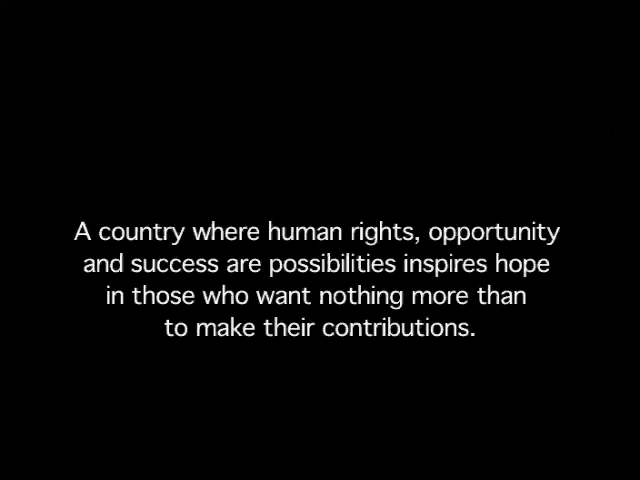 A country where human rights, opportunity
and success are possibilities inspires hope
in those who want nothing more than
to make their contributions.